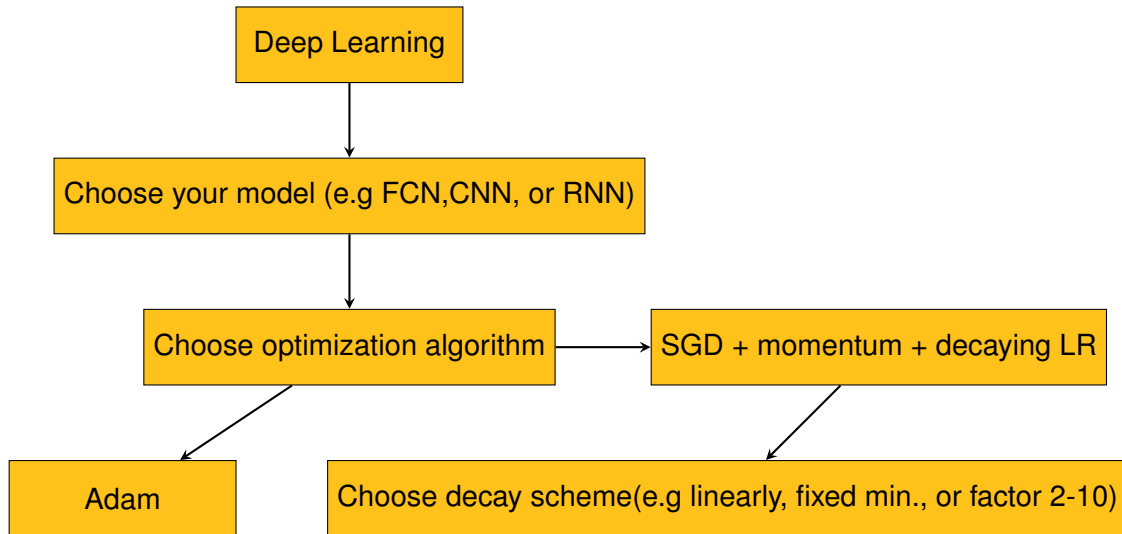 Deep Learning
Choose your model (e.g FCN,CNN, or RNN)
Choose optimization algorithm
SGD + momentum + decaying LR
Adam
Choose decay scheme(e.g linearly, fixed min., or factor 2-10)